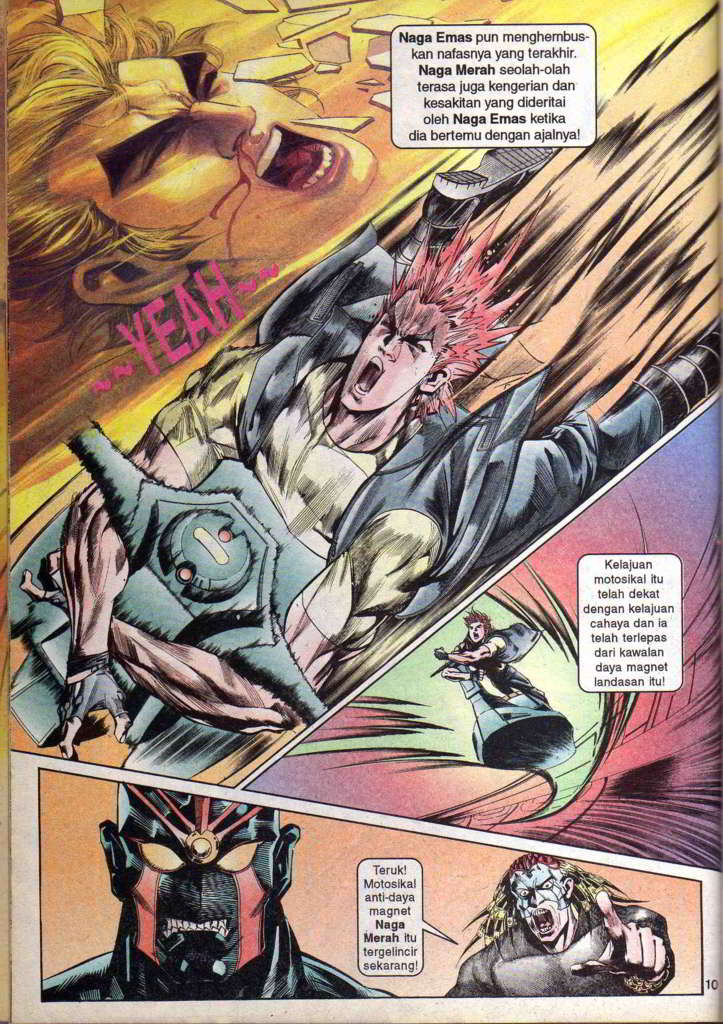 Naga Emas pun menghembus-
kan nafasnya yang terakhir.
Naga Merah seolah-olah
terasa juga kengerian dan
kesakitan yang dideritai
oleh Naga Emas ketika
dia bertemu dengan ajalnya!
~~YEAH~~
Kelajuan
motosikal itu
telah dekat
dengan kelajuan
cahaya dan ia
telah terlepas
dari kawalan
daya magnet
landasan itu!
Teruk!
Motosikal
anti-daya
magnet
Naga
Merah itu
tergelincir
sekarang!
10